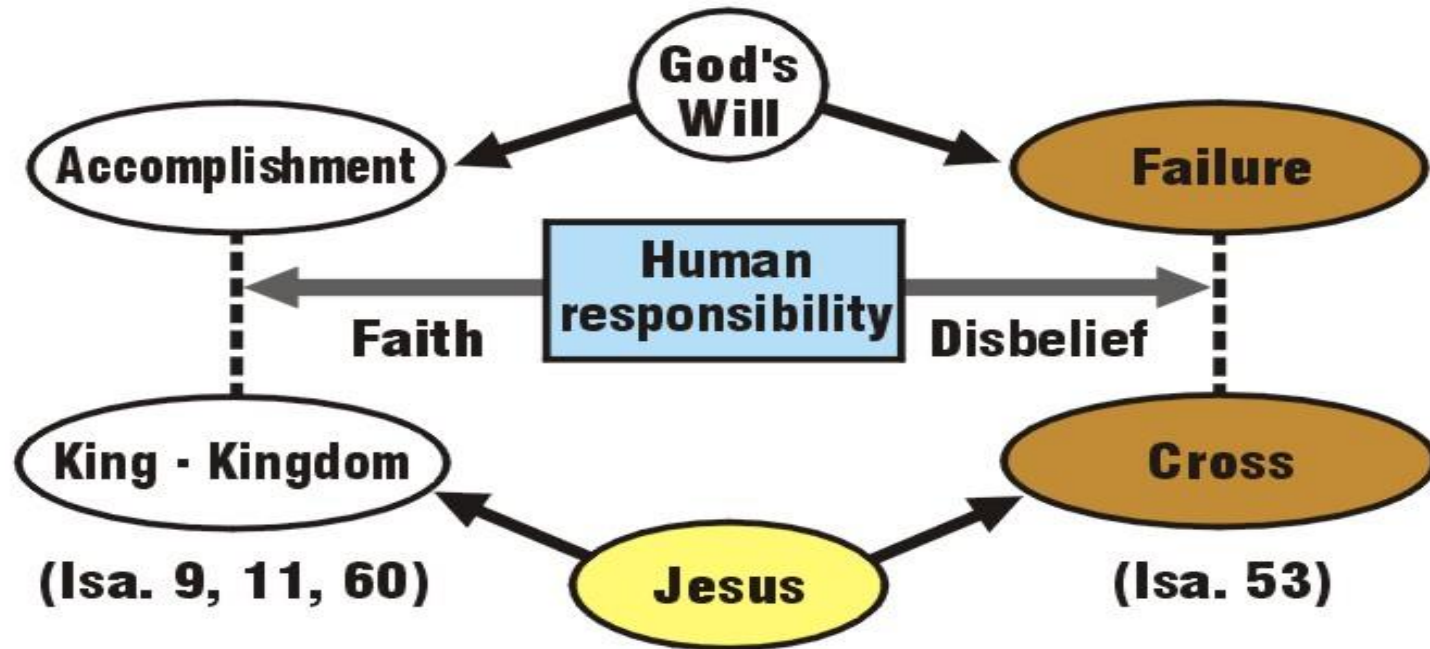 God's
Will
Accomplishment
Failure
Human
responsibility
Faith
Disbelief
King - Kingdom
Cross
(Isa. 9, 11, 60)
Jesus
(Isa. 53)